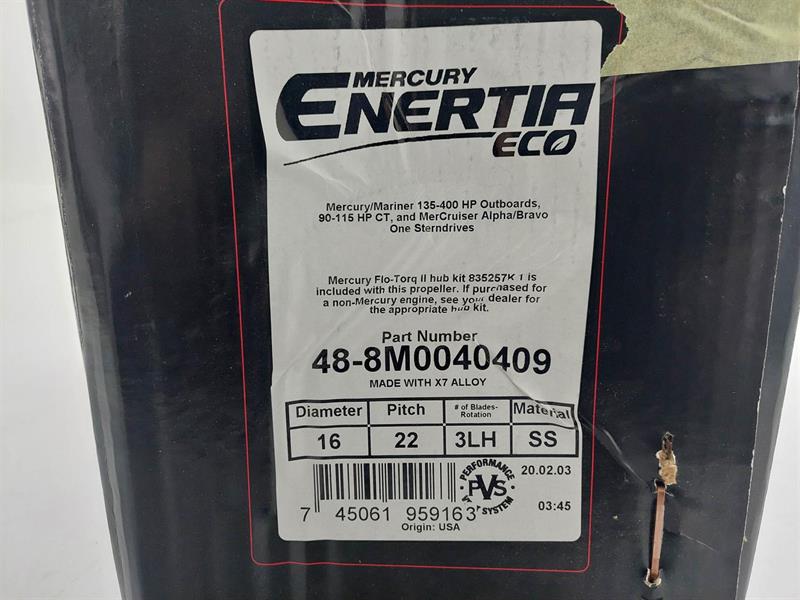 MERCURY
ENERTIA
ECO
Mercury/Mariner 135-400 HP Outboards,
90-115 HP CT, and MerCruiser Alpha/Bravo
One Sterndrives
Mercury Flo-Torq II hub kit 835257K 1 is
included with this propeller. If purchased for
a non-Mercury engine, see your dealer for
the appropriate hub kit.
Part Number
48-8M0040409
MADE WITH X7 ALLOY
Diameter Pitch # of Blades- Material
Rotation
16 22 3LH SS
PERFORMANCE
PVS
SYSTEM
20.02.03
03:45
7 45061 959163
Origin: USA